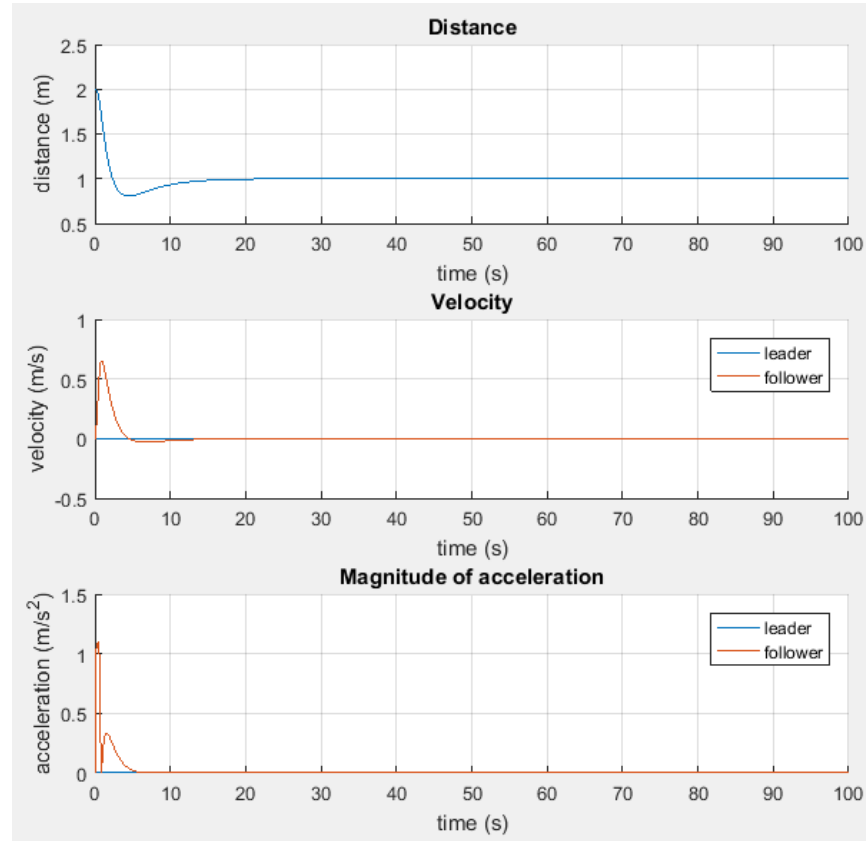 Distance
distance (m)
2.5
2
1.5
1
0.5
0 10 20 30 40 50 60 70 80 90 100
time (s)
Velocity
velocity (m/s)
1
0.5
0
-0.5
leader
follower
0 10 20 30 40 50 60 70 80 90 100
time (s)
Magnitude of acceleration
acceleration (m/s²)
1.5
1
0.5
0
leader
follower
0 10 20 30 40 50 60 70 80 90 100
time (s)